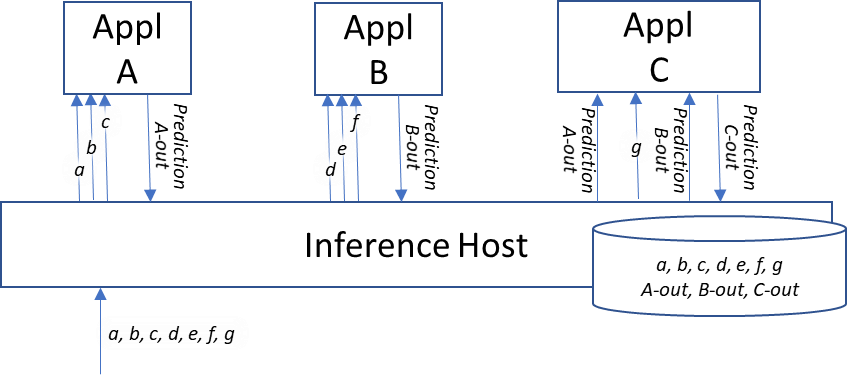 Appl
A
Appl
B
Appl
C
a
b
c
Prediction
A-out
d
e
f
Prediction
B-out
Prediction
A-out
g
Prediction
B-out
Prediction
C-out
Inference Host
a, b, c, d, e, f, g
A-out, B-out, C-out
a, b, c, d, e, f, g